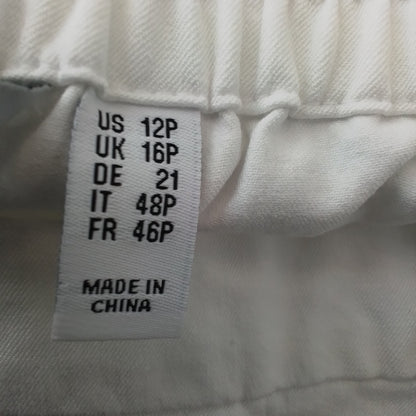 US 12P
UK 16P
DE 21
IT 48P
FR 46P
MADE IN
CHINA